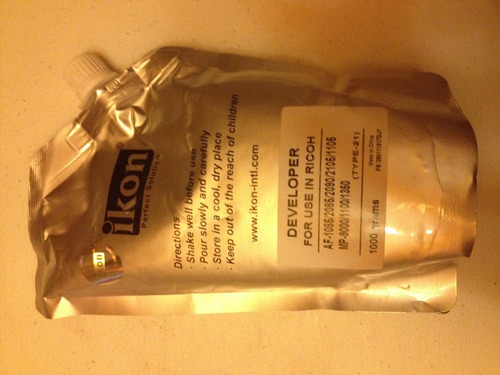 ikon®
Perfect Solution
Directions
- Shake well before use
- Pour slowly and carefully
- Store in a cool, dry place
- Keep out of the reach of children
www.ikon-intl.com
DEVELOPER
FOR USE IN RICOH
AF-1085/2085/2090/2105/1105
MP-9000/1100/1350
(TYPE-21)
1000 grams
Made in China